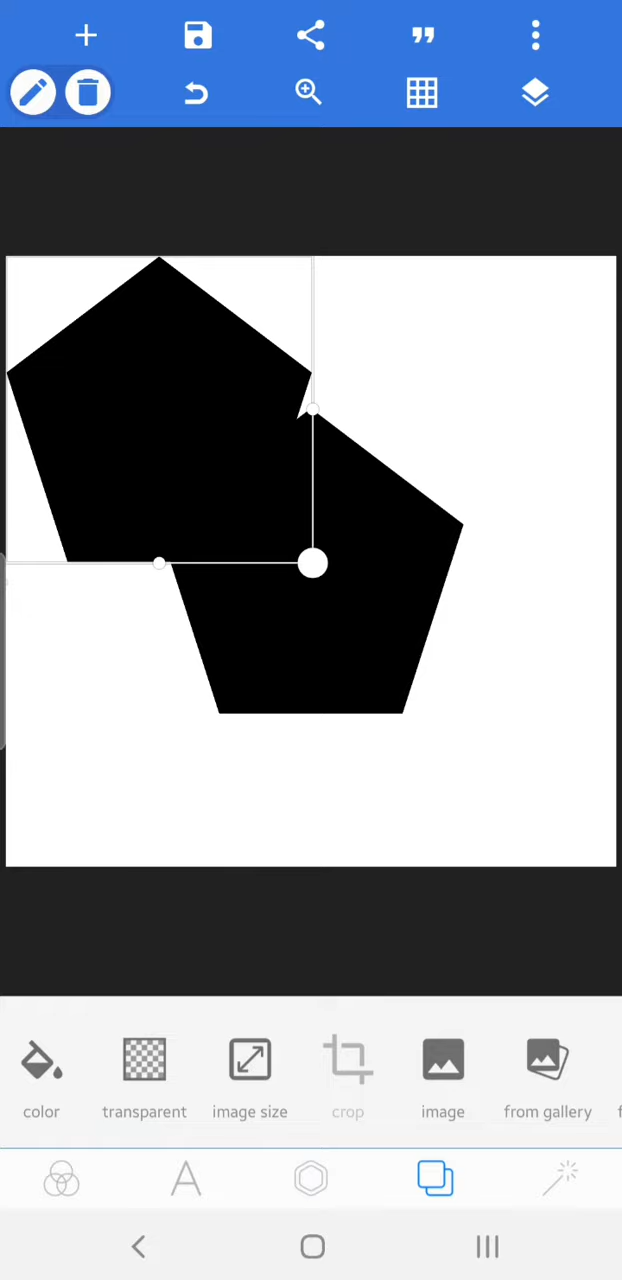 color
transparent
image size
crop
image
from gallery